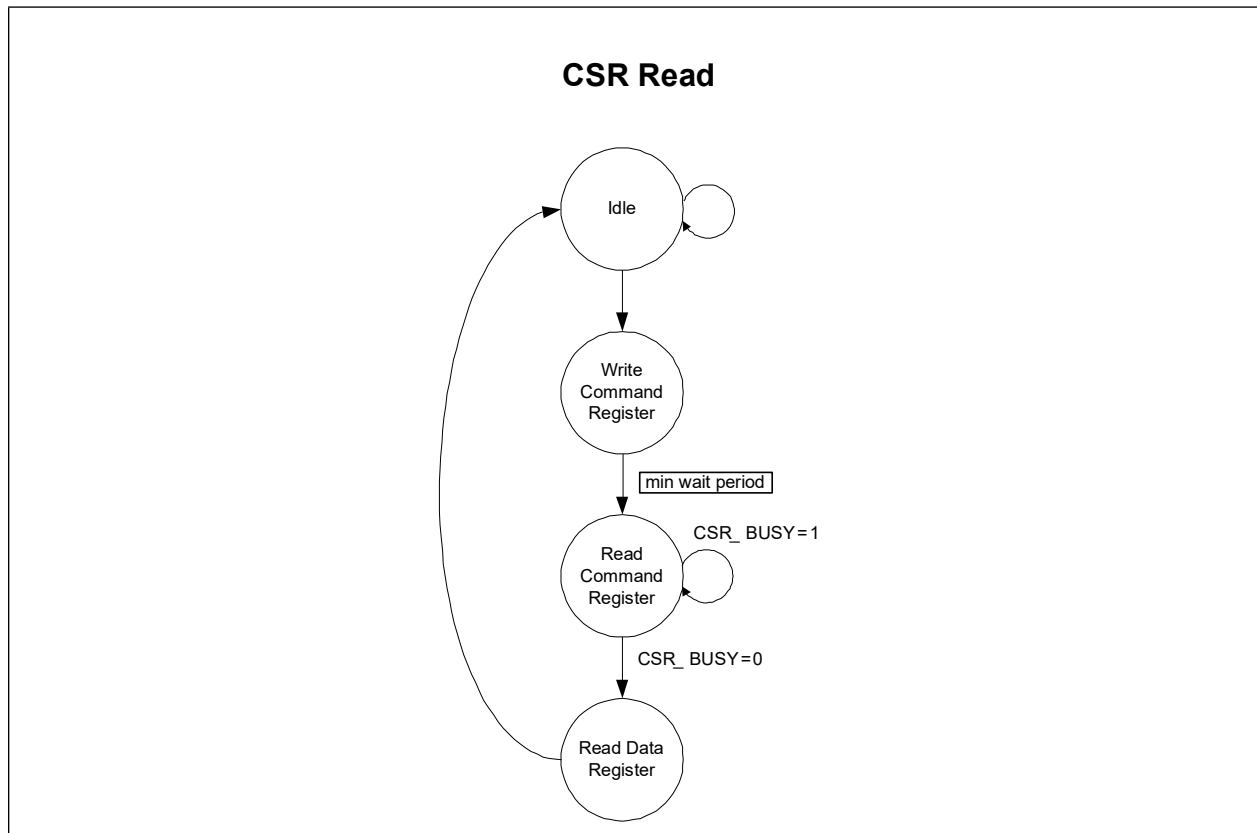 CSR Read
Idle
Write
Command
Register
min wait period
CSR_ BUSY=1
Read
Command
Register
CSR_ BUSY=0
Read Data
Register